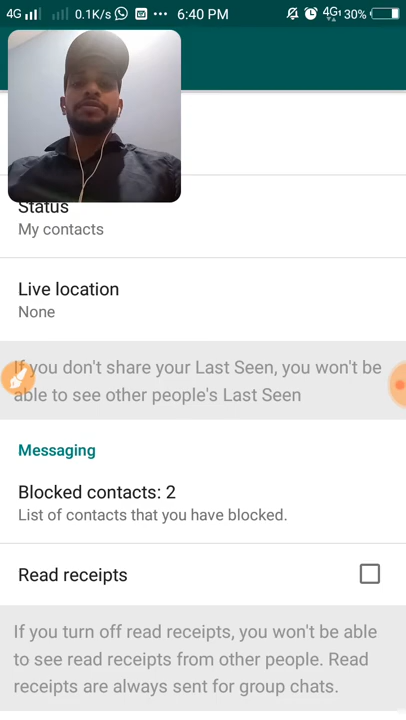 4G 0.1K/s 6:40 PM 4G 30%
Status
My contacts
Live location
None
If you don't share your Last Seen, you won't be
able to see other people's Last Seen
Messaging
Blocked contacts: 2
List of contacts that you have blocked.
Read receipts
If you turn off read receipts, you won't be able
to see read receipts from other people. Read
receipts are always sent for group chats.